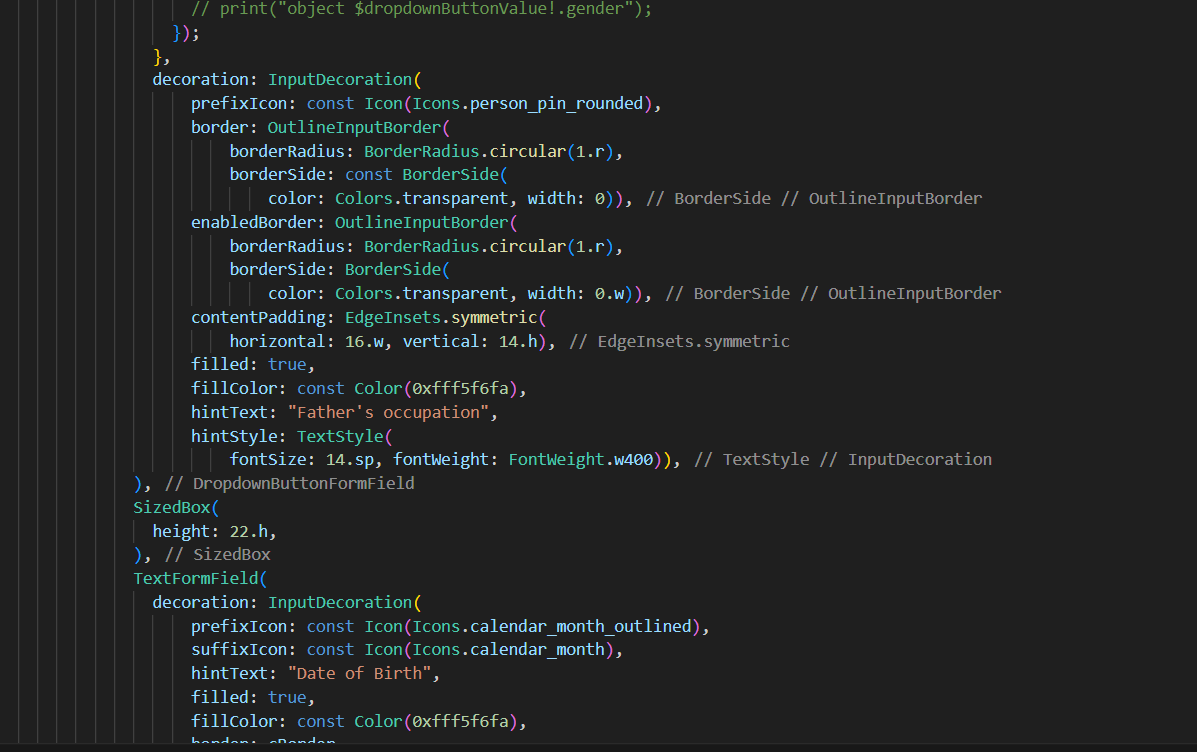 // print("object $dropdownButtonValue!.gender");
});
},
decoration: InputDecoration(
prefixIcon: const Icon(Icons.person_pin_rounded),
border: OutlineInputBorder(
borderRadius: BorderRadius.circular(1.r),
borderSide: const BorderSide(
color: Colors.transparent, width: 0)), // BorderSide // OutlineInputBorder
enabledBorder: OutlineInputBorder(
borderRadius: BorderRadius.circular(1.r),
borderSide: BorderSide(
color: Colors.transparent, width: 0.w)), // BorderSide // OutlineInputBorder
contentPadding: EdgeInsets.symmetric(
horizontal: 16.w, vertical: 14.h), // EdgeInsets.symmetric
filled: true,
fillColor: const Color(0xfff5f6fa),
hintText: "Father's occupation",
hintStyle: TextStyle(
fontSize: 14.sp, fontWeight: FontWeight.w400)), // TextStyle // InputDecoration
), // DropdownButtonFormField
SizedBox(
height: 22.h,
), // SizedBox
TextFormField(
decoration: InputDecoration(
prefixIcon: const Icon(Icons.calendar_month_outlined),
suffixIcon: const Icon(Icons.calendar_month),
hintText: "Date of Birth",
filled: true,
fillColor: const Color(0xfff5f6fa),